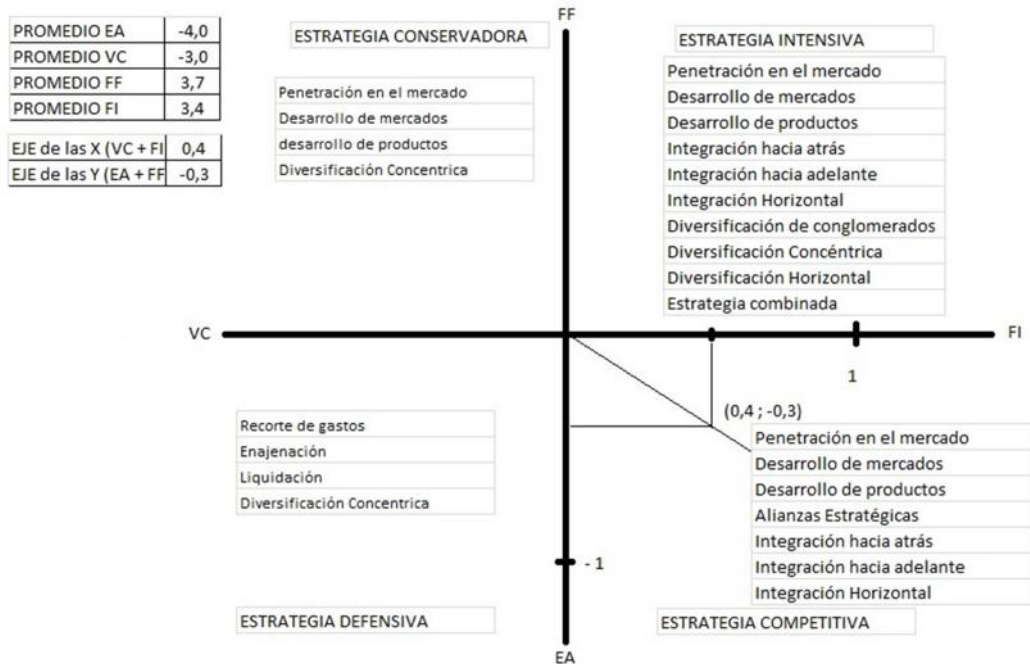 FF
PROMEDIO EA -4,0
PROMEDIO VC -3,0
PROMEDIO FF 3,7
PROMEDIO FI 3,4
EJE de las X (VC + FI 0,4
EJE de las Y (EA + FF -0,3
ESTRATEGIA CONSERVADORA
Penetración en el mercado
Desarrollo de mercados
desarrollo de productos
Diversificación Concentrica
ESTRATEGIA INTENSIVA
Penetración en el mercado
Desarrollo de mercados
Desarrollo de productos
Integración hacia atrás
Integración hacia adelante
Integración Horizontal
Diversificación de conglomerados
Diversificación Concéntrica
Diversificación Horizontal
Estrategia combinada
VC
FI
1
(0,4 ; -0,3)
Recorte de gastos
Enajenación
Liquidación
Diversificación Concentrica
Penetración en el mercado
Desarrollo de mercados
Desarrollo de productos
Alianzas Estratégicas
Integración hacia atrás
Integración hacia adelante
Integración Horizontal
- 1
ESTRATEGIA DEFENSIVA
ESTRATEGIA COMPETITIVA
EA